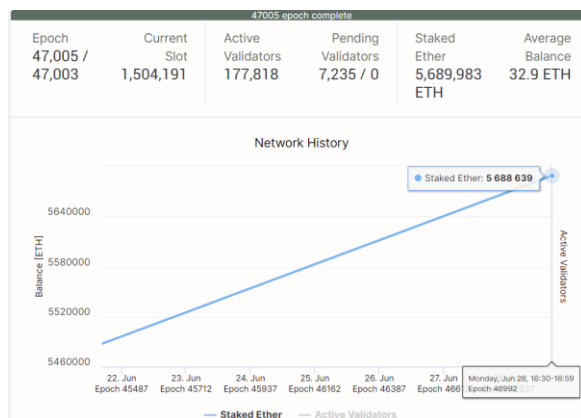 47005 epoch complete
Epoch
47,005 /
47,003
Current
Slot
1,504,191
Active
Validators
177,818
Pending
Validators
7,235 / 0
Staked
Ether
5,689,983
ETH
Average
Balance
32.9 ETH
Network History
Staked Ether: 5 688 639
5640000
5580000
5520000
5460000
Balance [ETH]
Active Validators
22. Jun
Epoch 45487
23. Jun
Epoch 45712
24. Jun
Epoch 45937
25. Jun
Epoch 46162
26. Jun
Epoch 46387
27. Jun
Monday, Jun 28, 16:30-16:59
Epoch 46992
Staked Ether
Active Validators